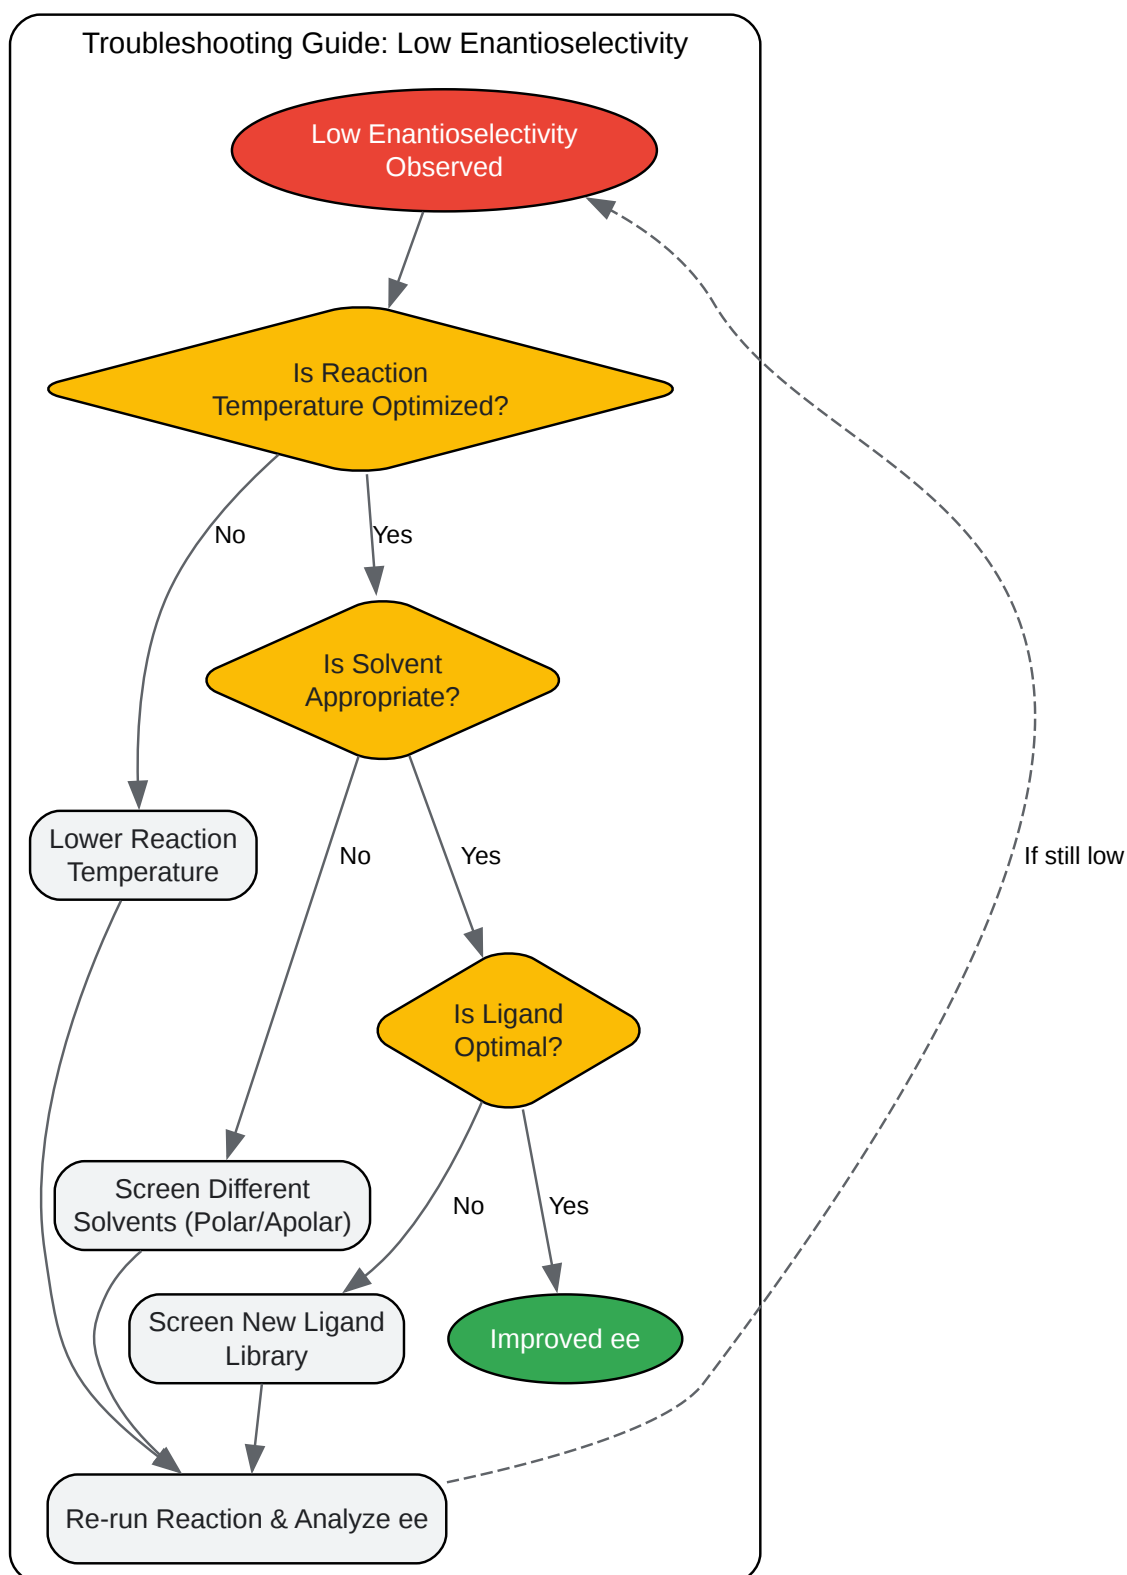 Troubleshooting Guide: Low Enantioselectivity
Low Enantioselectivity
Observed
Is Reaction
Temperature Optimized?
No
Yes
Is Solvent
Appropriate?
Lower Reaction
Temperature
No
Yes
If still low
Is Ligand
Optimal?
Screen Different
Solvents (Polar/Apolar)
No
Yes
Screen New Ligand
Library
Improved ee
Re-run Reaction & Analyze ee